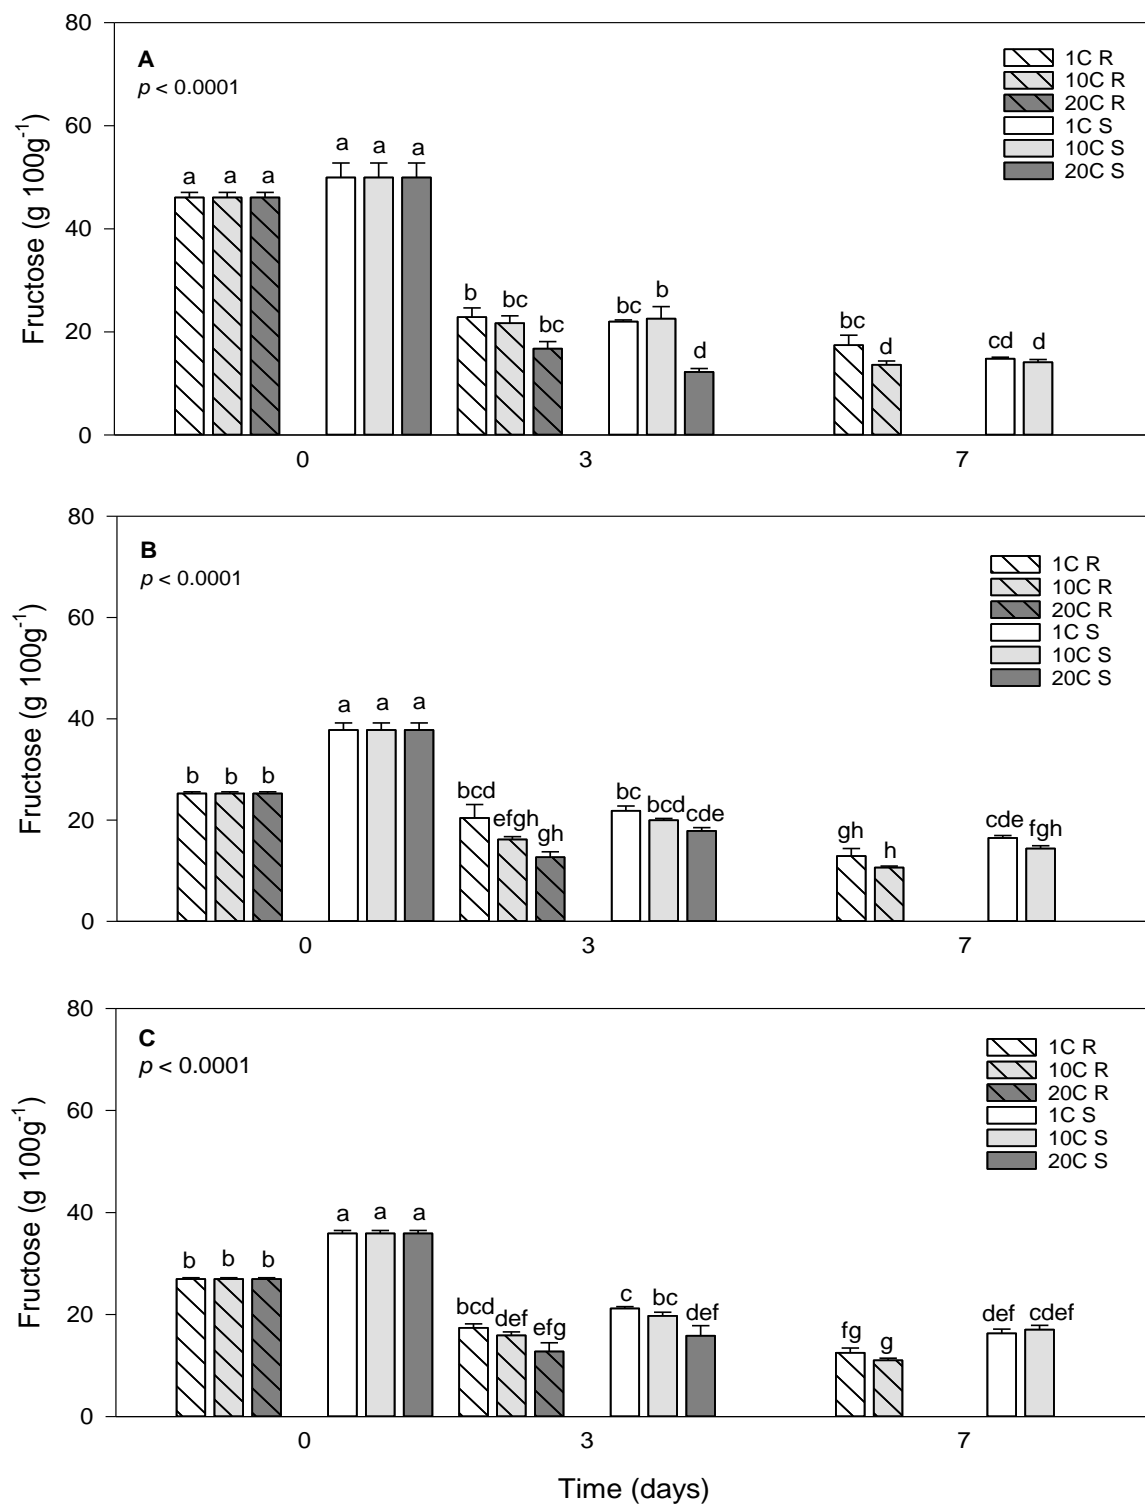 80
A
p < 0.0001
1C R
10C R
20C R
1C S
10C S
20C S
60
40
20
0
Fructose (g 100g⁻¹)
a a a a a a
b bc bc bc b d
bc d cd d
0 3 7
80
B
p < 0.0001
1C R
10C R
20C R
1C S
10C S
20C S
60
40
20
0
Fructose (g 100g⁻¹)
b b b a a a
bcd efgh gh bc bcd cde
gh h cde fgh
0 3 7
80
C
p < 0.0001
1C R
10C R
20C R
1C S
10C S
20C S
60
40
20
0
Fructose (g 100g⁻¹)
b b b a a a
bcd def efg c bc def
fg g def cdef
0 3 7
Time (days)